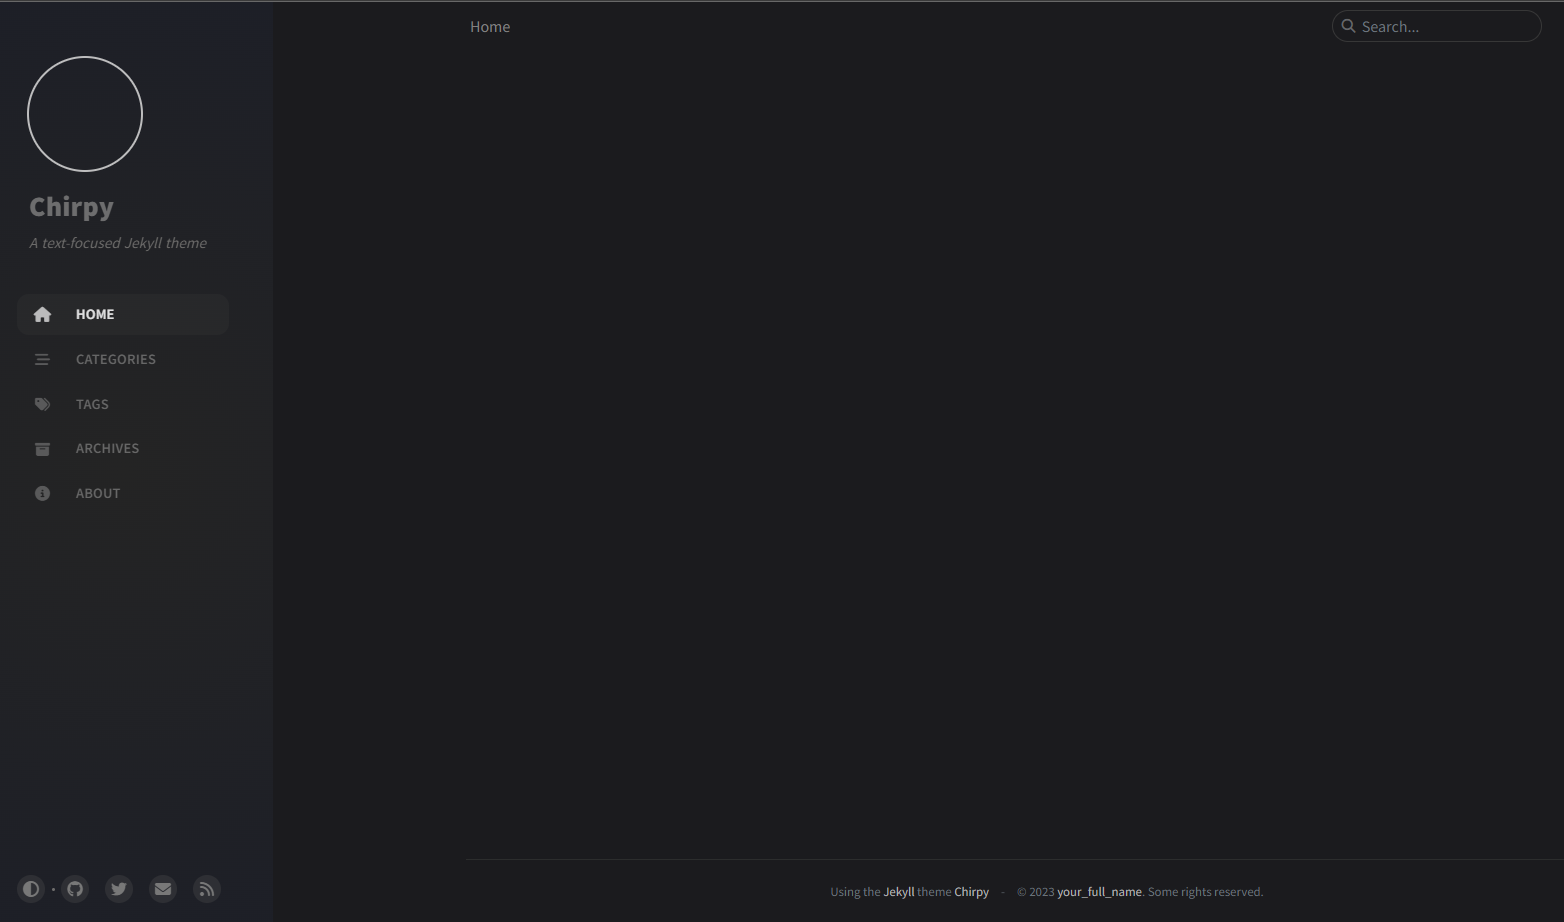 Home
Search...
Chirpy
A text-focused Jekyll theme
HOME
CATEGORIES
TAGS
ARCHIVES
ABOUT
Using the Jekyll theme Chirpy - © 2023 your_full_name. Some rights reserved.